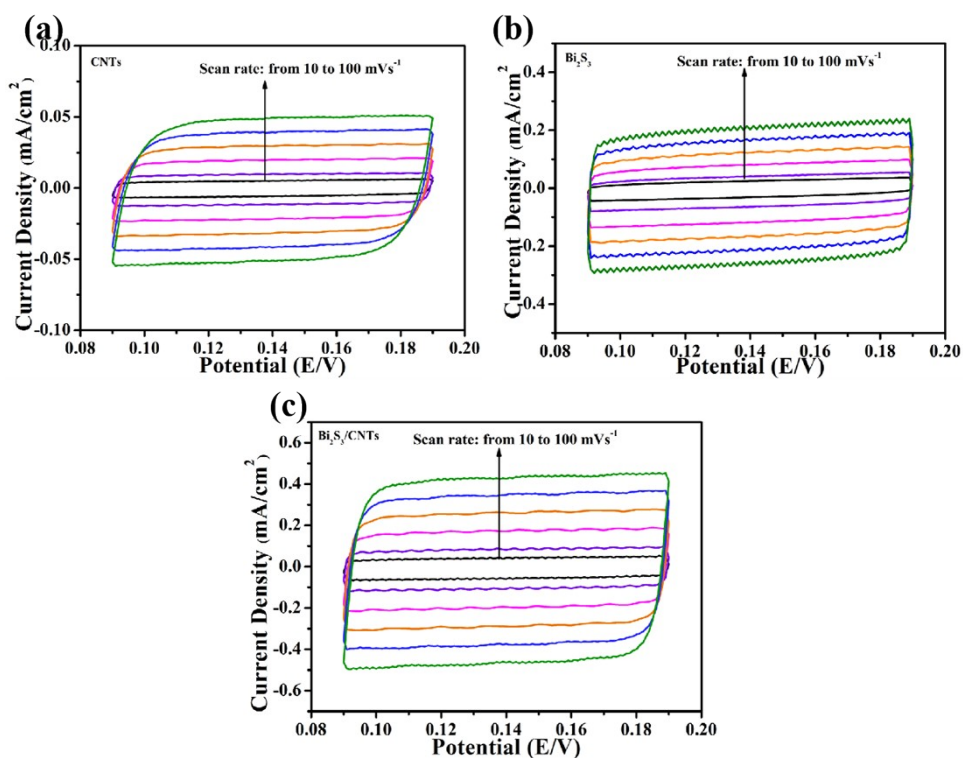 (a)
CNTs
Scan rate: from 10 to 100 mVs⁻¹
Current Density (mA/cm²)
0.10
0.05
0.00
-0.05
-0.10
0.08 0.10 0.12 0.14 0.16 0.18 0.20
Potential (E/V)
(b)
Bi₂S₃
Scan rate: from 10 to 100 mVs⁻¹
Current Density (mA/cm²)
0.4
0.2
0.0
-0.2
-0.4
0.08 0.10 0.12 0.14 0.16 0.18 0.20
Potential (E/V)
(c)
Bi₂S₃/CNTs
Scan rate: from 10 to 100 mVs⁻¹
Current Density (mA/cm²)
0.6
0.4
0.2
0.0
-0.2
-0.4
-0.6
0.08 0.10 0.12 0.14 0.16 0.18 0.20
Potential (E/V)